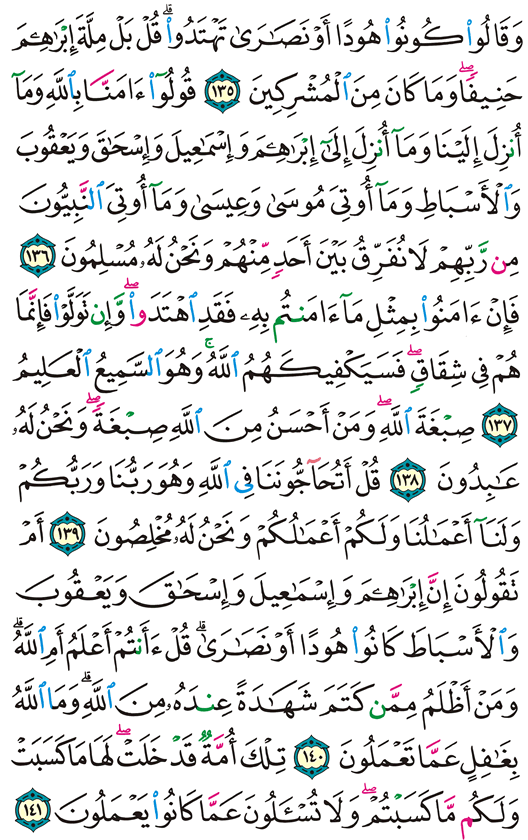 وَقَالُوا۟ كُونُوا۟ هُودًا أَوْ نَصَـٰرَىٰ تَهْتَدُوا۟ ۗ قُلْ بَلْ مِلَّةَ إِبْرَٰهِـۧمَ
حَنِيفًا ۖ وَمَا كَانَ مِنَ ٱلْمُشْرِكِينَ ١٣٥ قُولُوٓا۟ ءَامَنَّا بِٱللَّهِ وَمَآ
أُنزِلَ إِلَيْنَا وَمَآ أُنزِلَ إِلَىٰٓ إِبْرَٰهِـۧمَ وَإِسْمَـٰعِيلَ وَإِسْحَـٰقَ وَيَعْقُوبَ
وَٱلْأَسْبَاطِ وَمَآ أُوتِىَ مُوسَىٰ وَعِيسَىٰ وَمَآ أُوتِىَ ٱلنَّبِيُّونَ
مِن رَّبِّهِمْ لَا نُفَرِّقُ بَيْنَ أَحَدٍ مِّنْهُمْ وَنَحْنُ لَهُۥ مُسْلِمُونَ ١٣٦
فَإِنْ ءَامَنُوا۟ بِمِثْلِ مَآ ءَامَنتُم بِهِۦ فَقَدِ ٱهْتَدَوا۟ ۖ وَّإِن تَوَلَّوْا۟ فَإِنَّمَا
هُمْ فِى شِقَاقٍ ۖ فَسَيَكْفِيكَهُمُ ٱللَّهُ ۚ وَهُوَ ٱلسَّمِيعُ ٱلْعَلِيمُ
١٣٧ صِبْغَةَ ٱللَّهِ ۖ وَمَنْ أَحْسَنُ مِنَ ٱللَّهِ صِبْغَةً ۖ وَنَحْنُ لَهُۥ
عَـٰبِدُونَ ١٣٨ قُلْ أَتُحَآجُّونَنَا فِى ٱللَّهِ وَهُوَ رَبُّنَا وَرَبُّكُمْ
وَلَنَآ أَعْمَـٰلُنَا وَلَكُمْ أَعْمَـٰلُكُمْ وَنَحْنُ لَهُۥ مُخْلِصُونَ ١٣٩ أَمْ
تَقُولُونَ إِنَّ إِبْرَٰهِـۧمَ وَإِسْمَـٰعِيلَ وَإِسْحَـٰقَ وَيَعْقُوبَ
وَٱلْأَسْبَاطَ كَانُوا۟ هُودًا أَوْ نَصَـٰرَىٰ ۗ قُلْ ءَأَنتُمْ أَعْلَمُ أَمِ ٱللَّهُ ۗ
وَمَنْ أَظْلَمُ مِمَّن كَتَمَ شَهَـٰدَةً عِندَهُۥ مِنَ ٱللَّهِ ۗ وَمَا ٱللَّهُ
بِغَـٰفِلٍ عَمَّا تَعْمَلُونَ ١٤٠ تِلْكَ أُمَّةٌ قَدْ خَلَتْ ۖ لَهَا مَا كَسَبَتْ
وَلَكُم مَّا كَسَبْتُمْ ۖ وَلَا تُسْـَٔلُونَ عَمَّا كَانُوا۟ يَعْمَلُونَ ١٤١